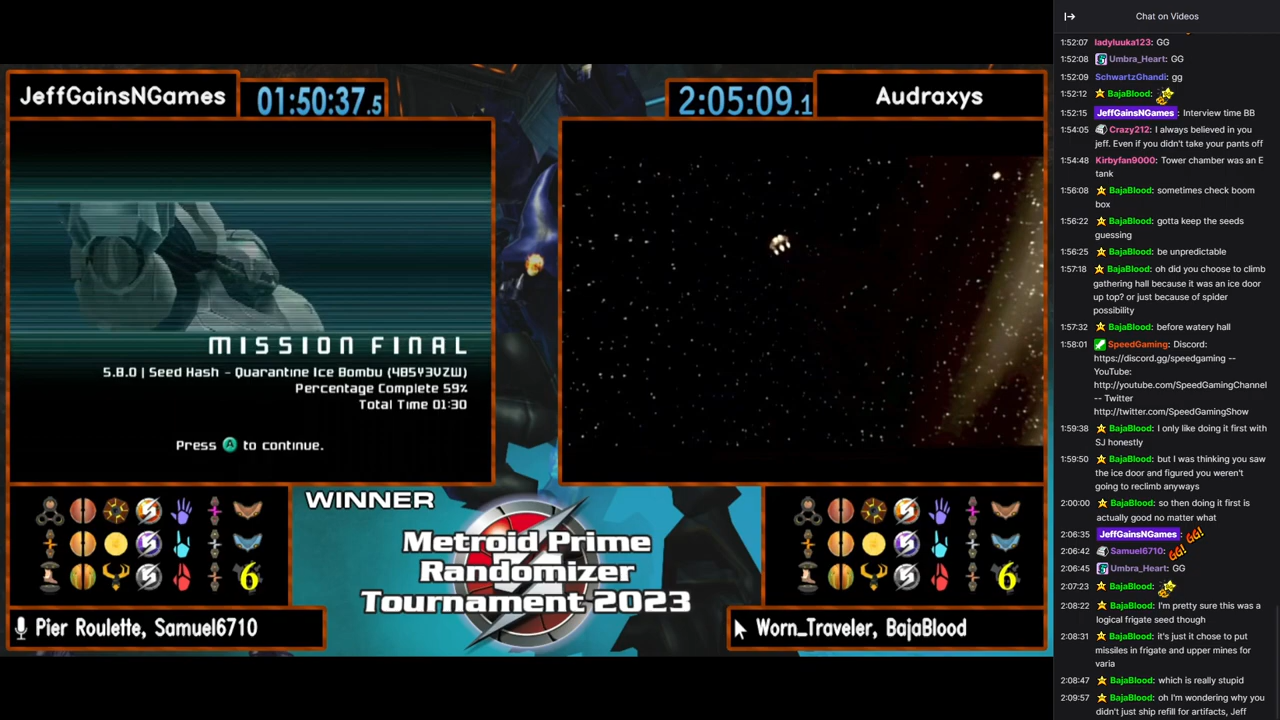 Chat on Videos
JeffGainsNGames
01:50:37.5
2:05:09.1
Audraxys
MISSION FINAL
5.8.0 | Seed Hash - Quarantine Ice Bombu (4B5Y3VZW)
Percentage Complete 59%
Total Time 01:30
Press A to continue.
WINNER
Metroid Prime
Randomizer
Tournament 2023
6
6
Pier Roulette, Samuel6710
Worn_Traveler, BajaBlood
1:52:07 ladyluuka123: GG
1:52:08 Umbra_Heart: GG
1:52:09 SchwartzGhandi: gg
1:52:12 BajaBlood:
1:52:15 JeffGainsNGames : Interview time BB
1:54:05 Crazy212: I always believed in you
jeff. Even if you didn't take your pants off
1:54:48 Kirbyfan9000: Tower chamber was an E
tank
1:56:08 BajaBlood: sometimes check boom
box
1:56:22 BajaBlood: gotta keep the seeds
guessing
1:56:25 BajaBlood: be unpredictable
1:57:18 BajaBlood: oh did you choose to climb
gathering hall because it was an ice door
up top? or just because of spider
possibility
1:57:32 BajaBlood: before watery hall
1:58:01 SpeedGaming: Discord:
https://discord.gg/speedgaming --
YouTube:
http://youtube.com/SpeedGamingChannel
-- Twitter
http://twitter.com/SpeedGamingShow
1:59:38 BajaBlood: I only like doing it first with
SJ honestly
1:59:50 BajaBlood: but I was thinking you saw
the ice door and figured you weren't
going to reclimb anyways
2:00:00 BajaBlood: so then doing it first is
actually good no matter what
2:06:35 JeffGainsNGames : GG!
2:06:42 Samuel6710: GG!
2:06:45 Umbra_Heart: GG
2:07:23 BajaBlood:
2:08:22 BajaBlood: I'm pretty sure this was a
logical frigate seed though
2:08:31 BajaBlood: it's just it chose to put
missiles in frigate and upper mines for
varia
2:08:47 BajaBlood: which is really stupid
2:09:57 BajaBlood: oh I'm wondering why you
didn't just ship refill for artifacts, Jeff